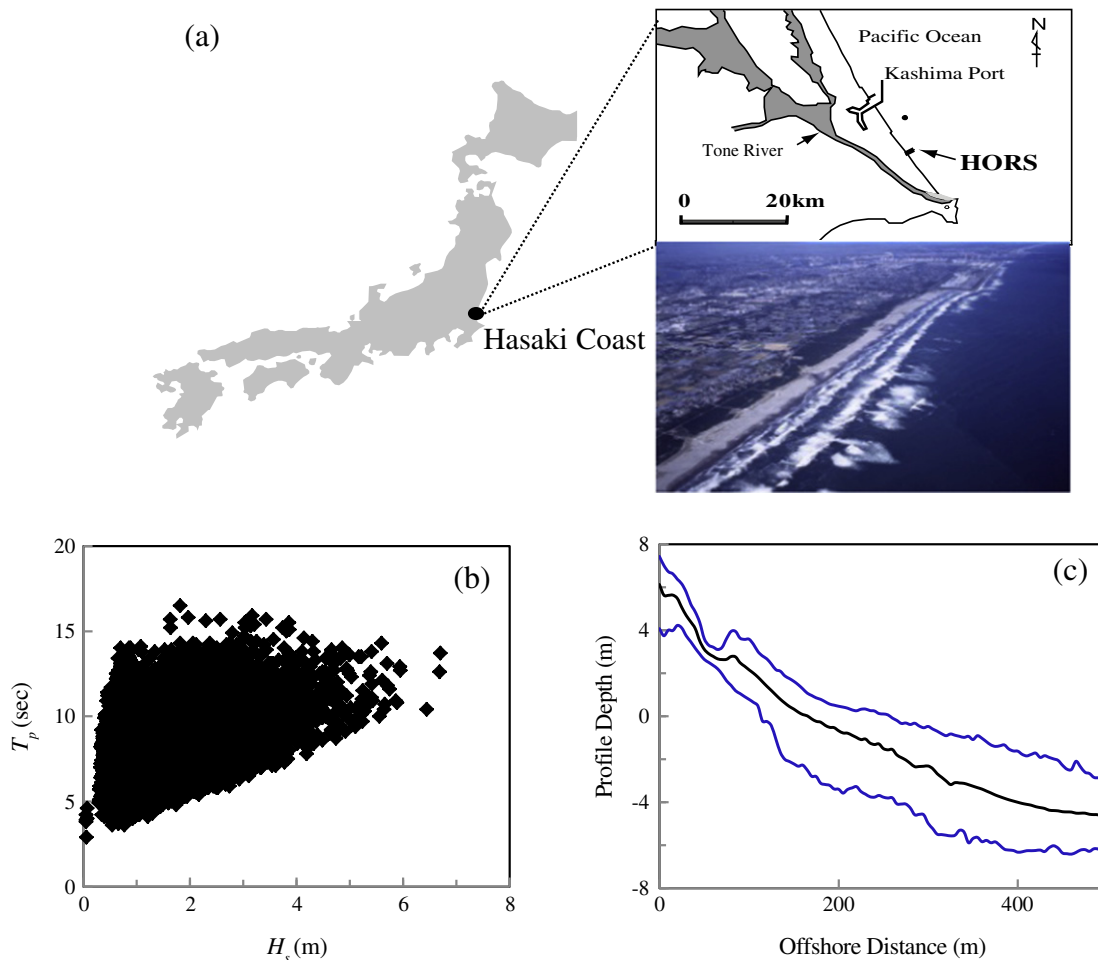 (a)
Pacific Ocean
N
Kashima Port
Tone River
HORS
0 20km
Hasaki Coast
(b)
20
15
10
5
0
T_p (sec)
0 2 4 6 8
H_s (m)
(c)
8
4
0
-4
-8
Profile Depth (m)
0 200 400
Offshore Distance (m)